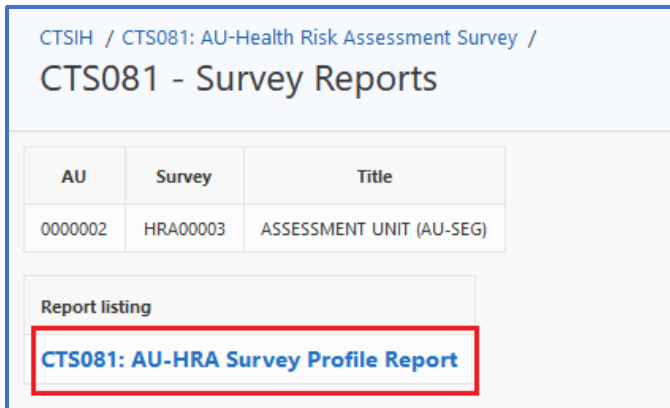 CTSIH / CTS081: AU-Health Risk Assessment Survey /
CTS081 - Survey Reports
AU Survey Title
0000002 HRA00003 ASSESSMENT UNIT (AU-SEG)
Report listing
CTS081: AU-HRA Survey Profile Report